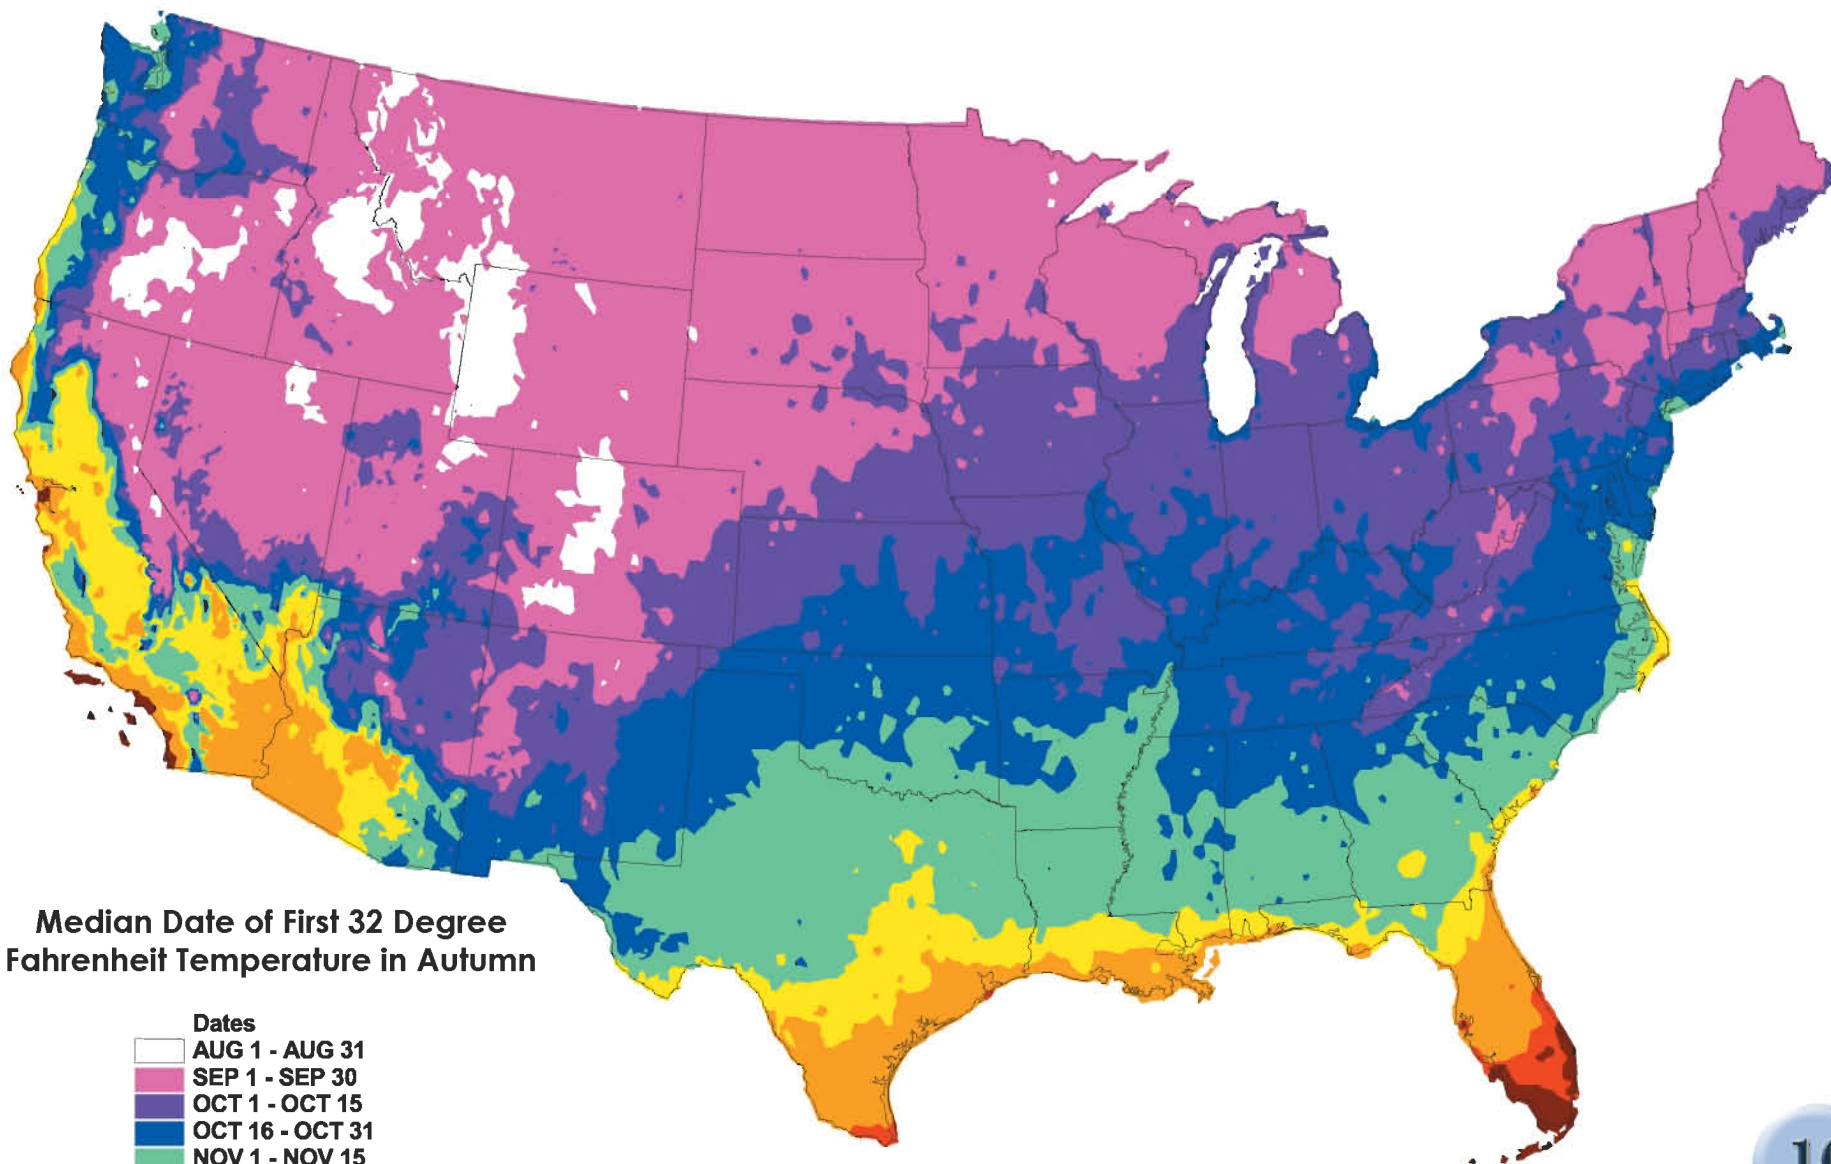 Median Date of First 32 Degree
Fahrenheit Temperature in Autumn
Dates
AUG 1 - AUG 31
SEP 1 - SEP 30
OCT 1 - OCT 15
OCT 16 - OCT 31
NOV 1 - NOV 15